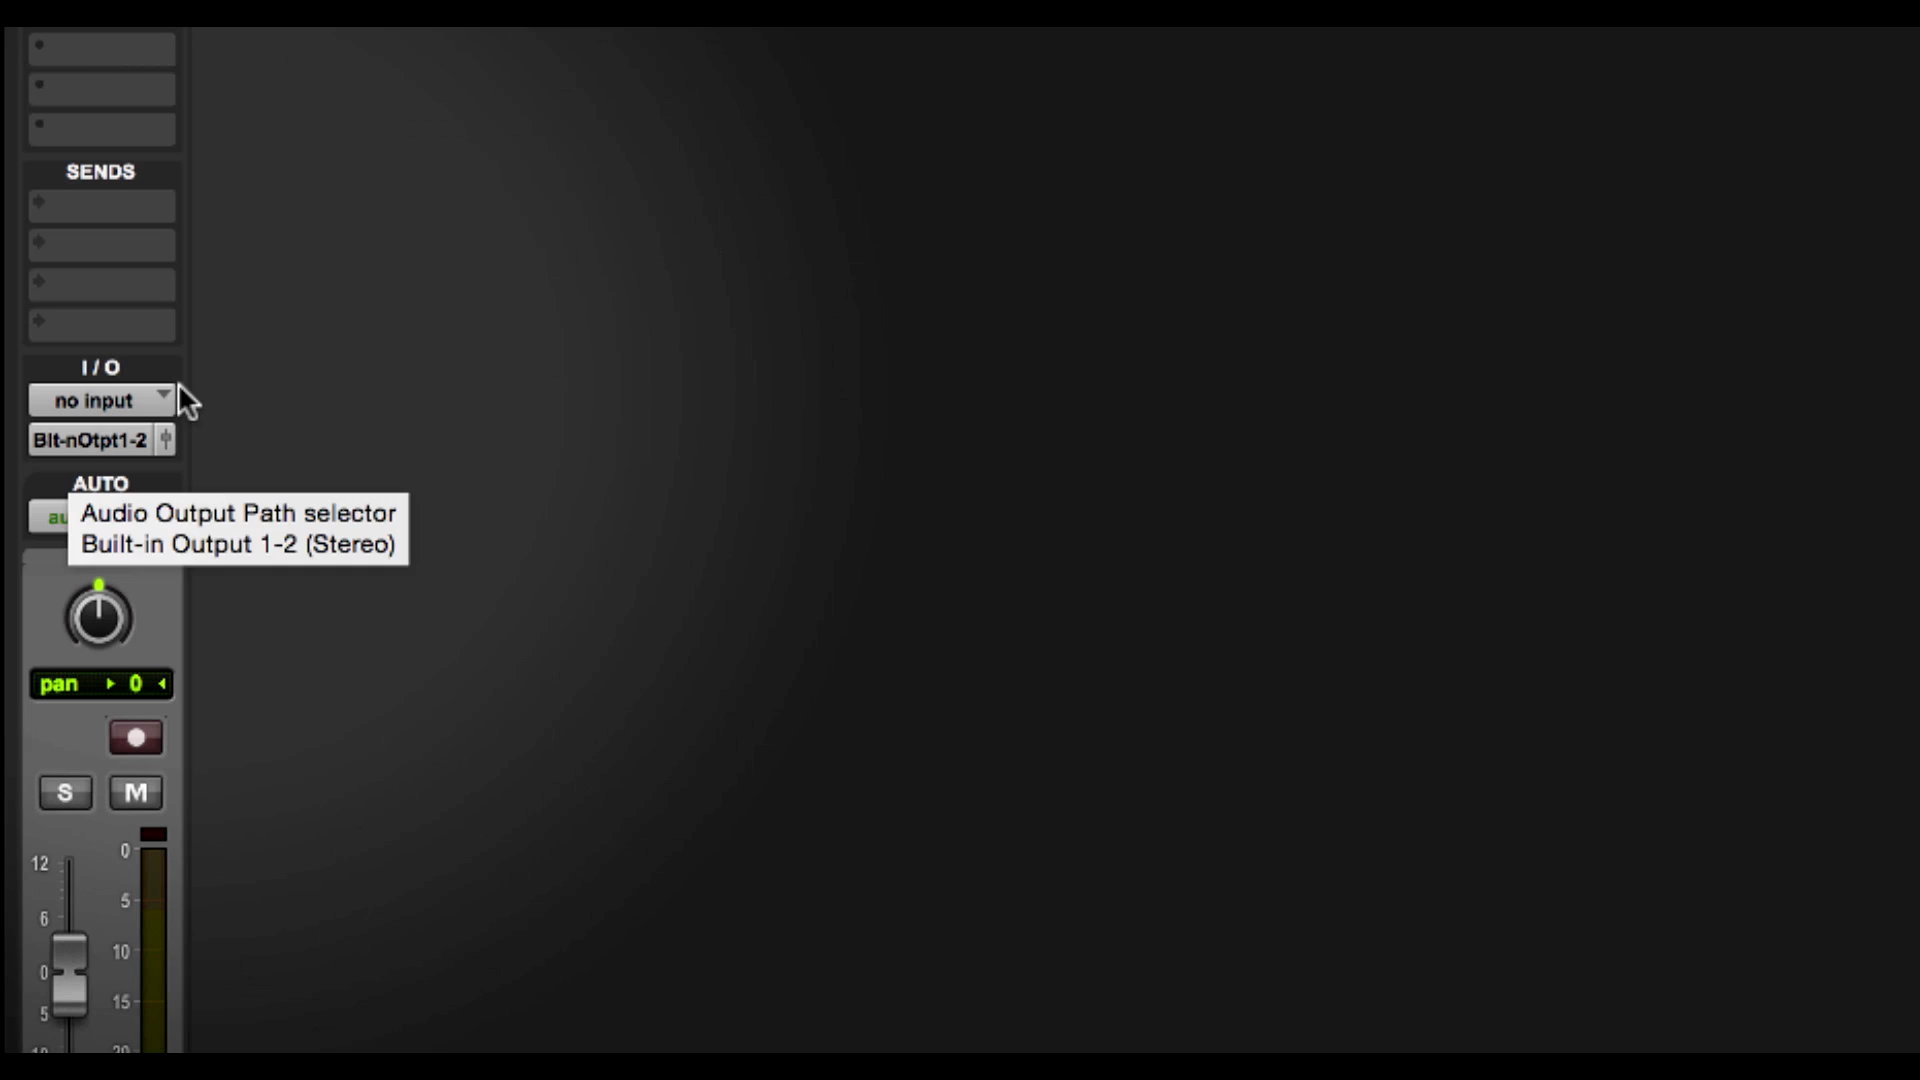 SENDS
I / O
no input
Blt-nOtpt1-2
AUTO
au
Audio Output Path selector
Built-in Output 1-2 (Stereo)
pan 0
S M
0
12
5
6
10
0
15
5